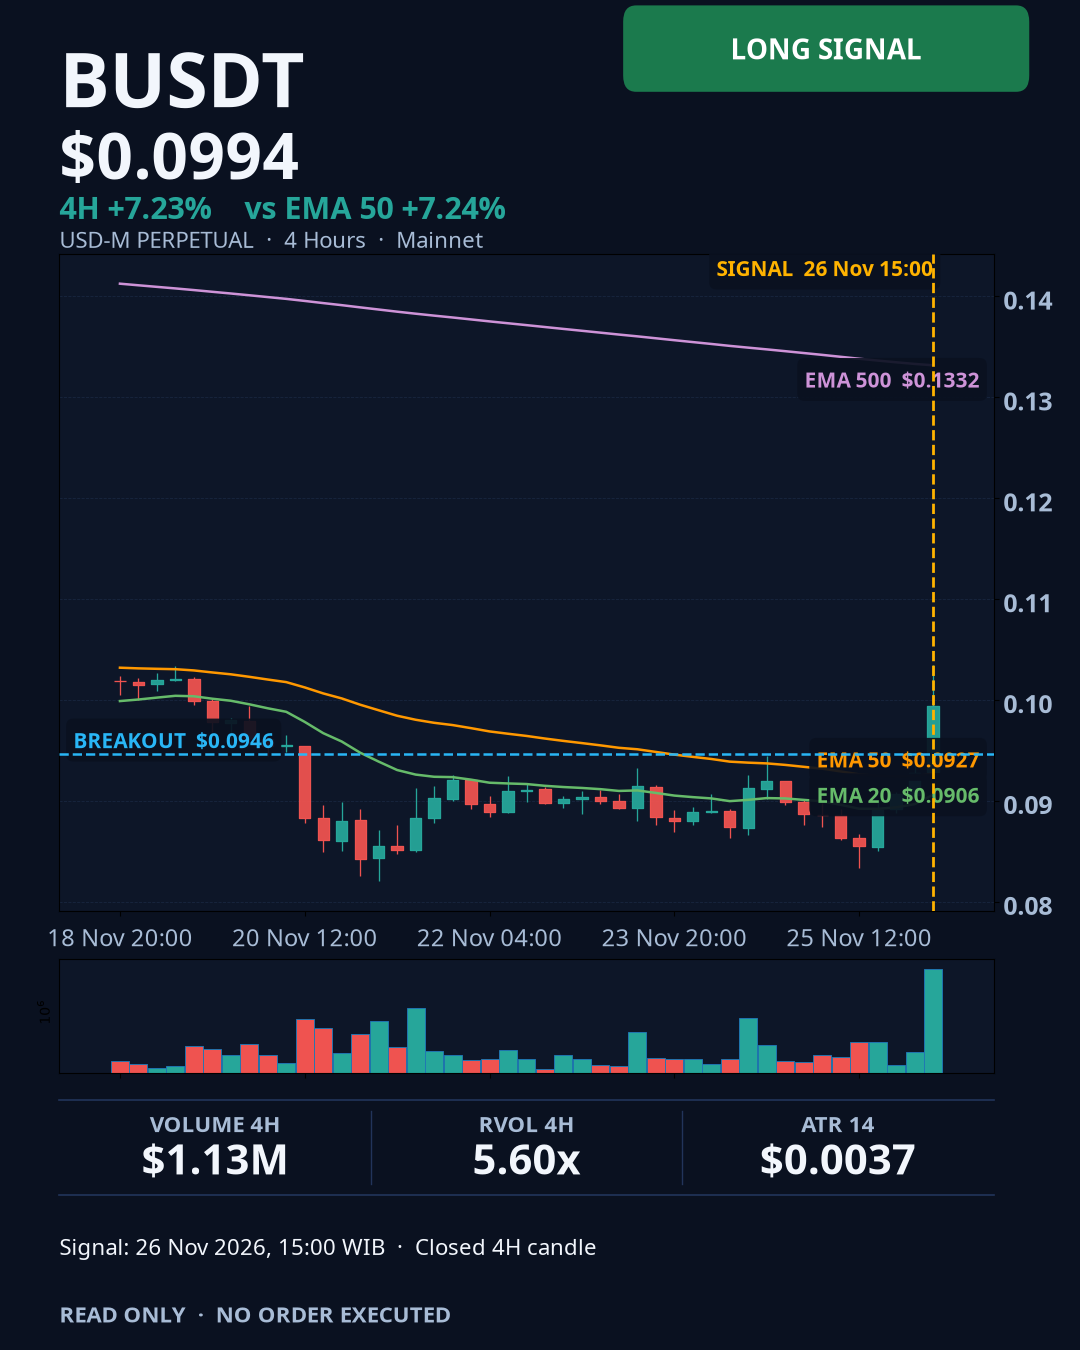 LONG SIGNAL
BUSDT
$0.0994
4H +7.23% vs EMA 50 +7.24%
USD-M PERPETUAL · 4 Hours · Mainnet
SIGNAL 26 Nov 15:00
0.14
EMA 500 $0.1332
0.13
0.12
0.11
0.10
BREAKOUT $0.0946
EMA 50 $0.0927
EMA 20 $0.0906
0.09
0.08
18 Nov 20:00 20 Nov 12:00 22 Nov 04:00 23 Nov 20:00 25 Nov 12:00
10⁶
VOLUME 4H RVOL 4H ATR 14
$1.13M 5.60x $0.0037
Signal: 26 Nov 2026, 15:00 WIB · Closed 4H candle
READ ONLY · NO ORDER EXECUTED